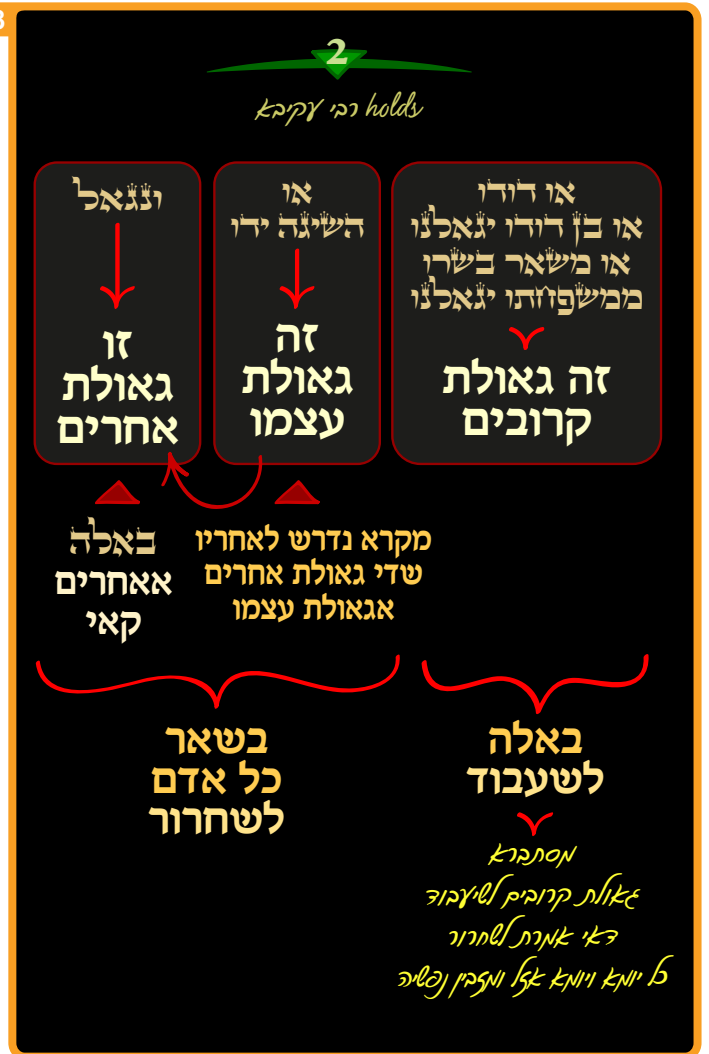 2
רבי עקיבא holds
או דודו
או בן דודו יגאלנו
או משאר בשרו
ממשפחתו יגאלנו
זה גאולת
קרובים
או
השיגה ידו
זה
גאולת
עצמו
ונגאל
זו
גאולת
אחרים
מקרא נדרש לאחריו
שדי גאולת אחרים
אגאולת עצמו
באלה
אאחרים
קאי
באלה
לשעבוד
מסתברא
גאולת קרובים לשיעבוד
דאי אמרת לשחרור
כל יומא ויומא אזל ומזבין נפשיה
בשאר
כל אדם
לשחרור